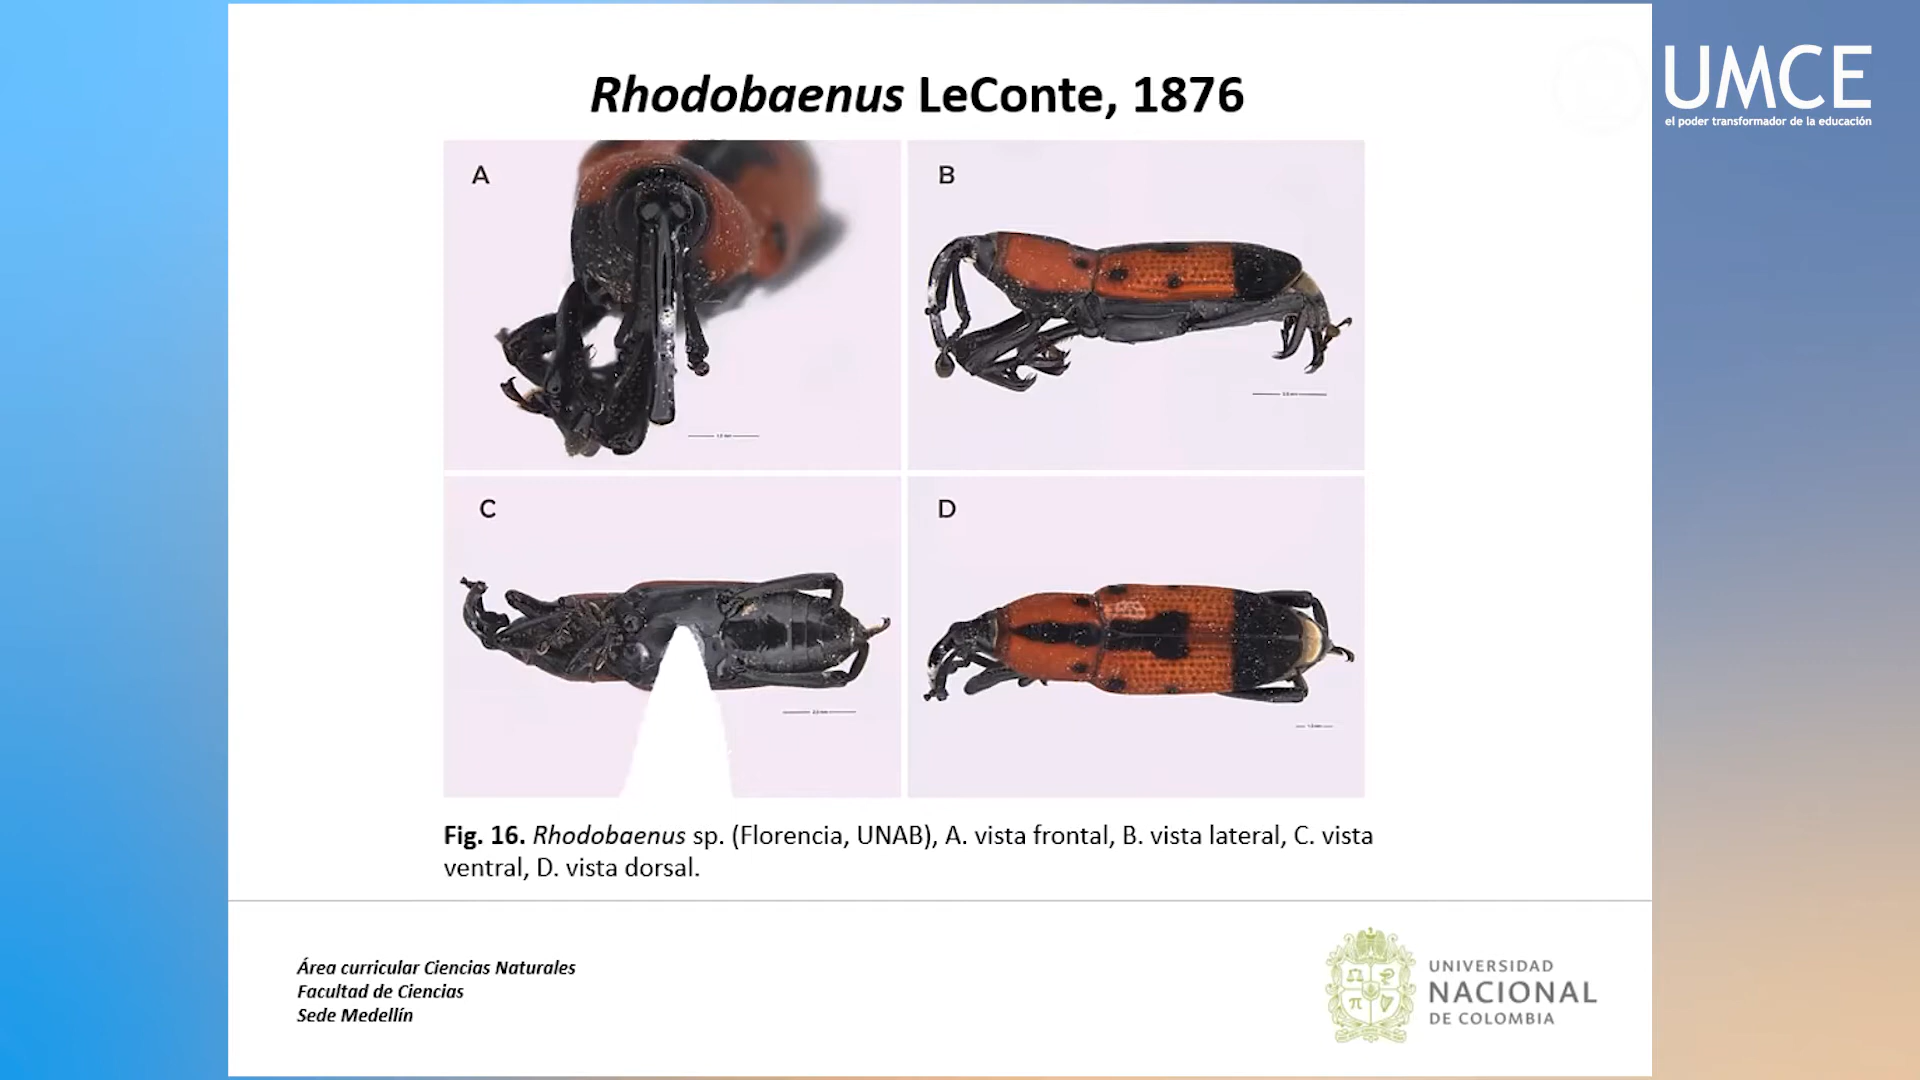 Rhodobaenus LeConte, 1876
UMCE
el poder transformador de la educación
A
B
C
D
Fig. 16. Rhodobaenus sp. (Florencia, UNAB), A. vista frontal, B. vista lateral, C. vista
ventral, D. vista dorsal.
Área curricular Ciencias Naturales
Facultad de Ciencias
Sede Medellín
UNIVERSIDAD
NACIONAL
DE COLOMBIA